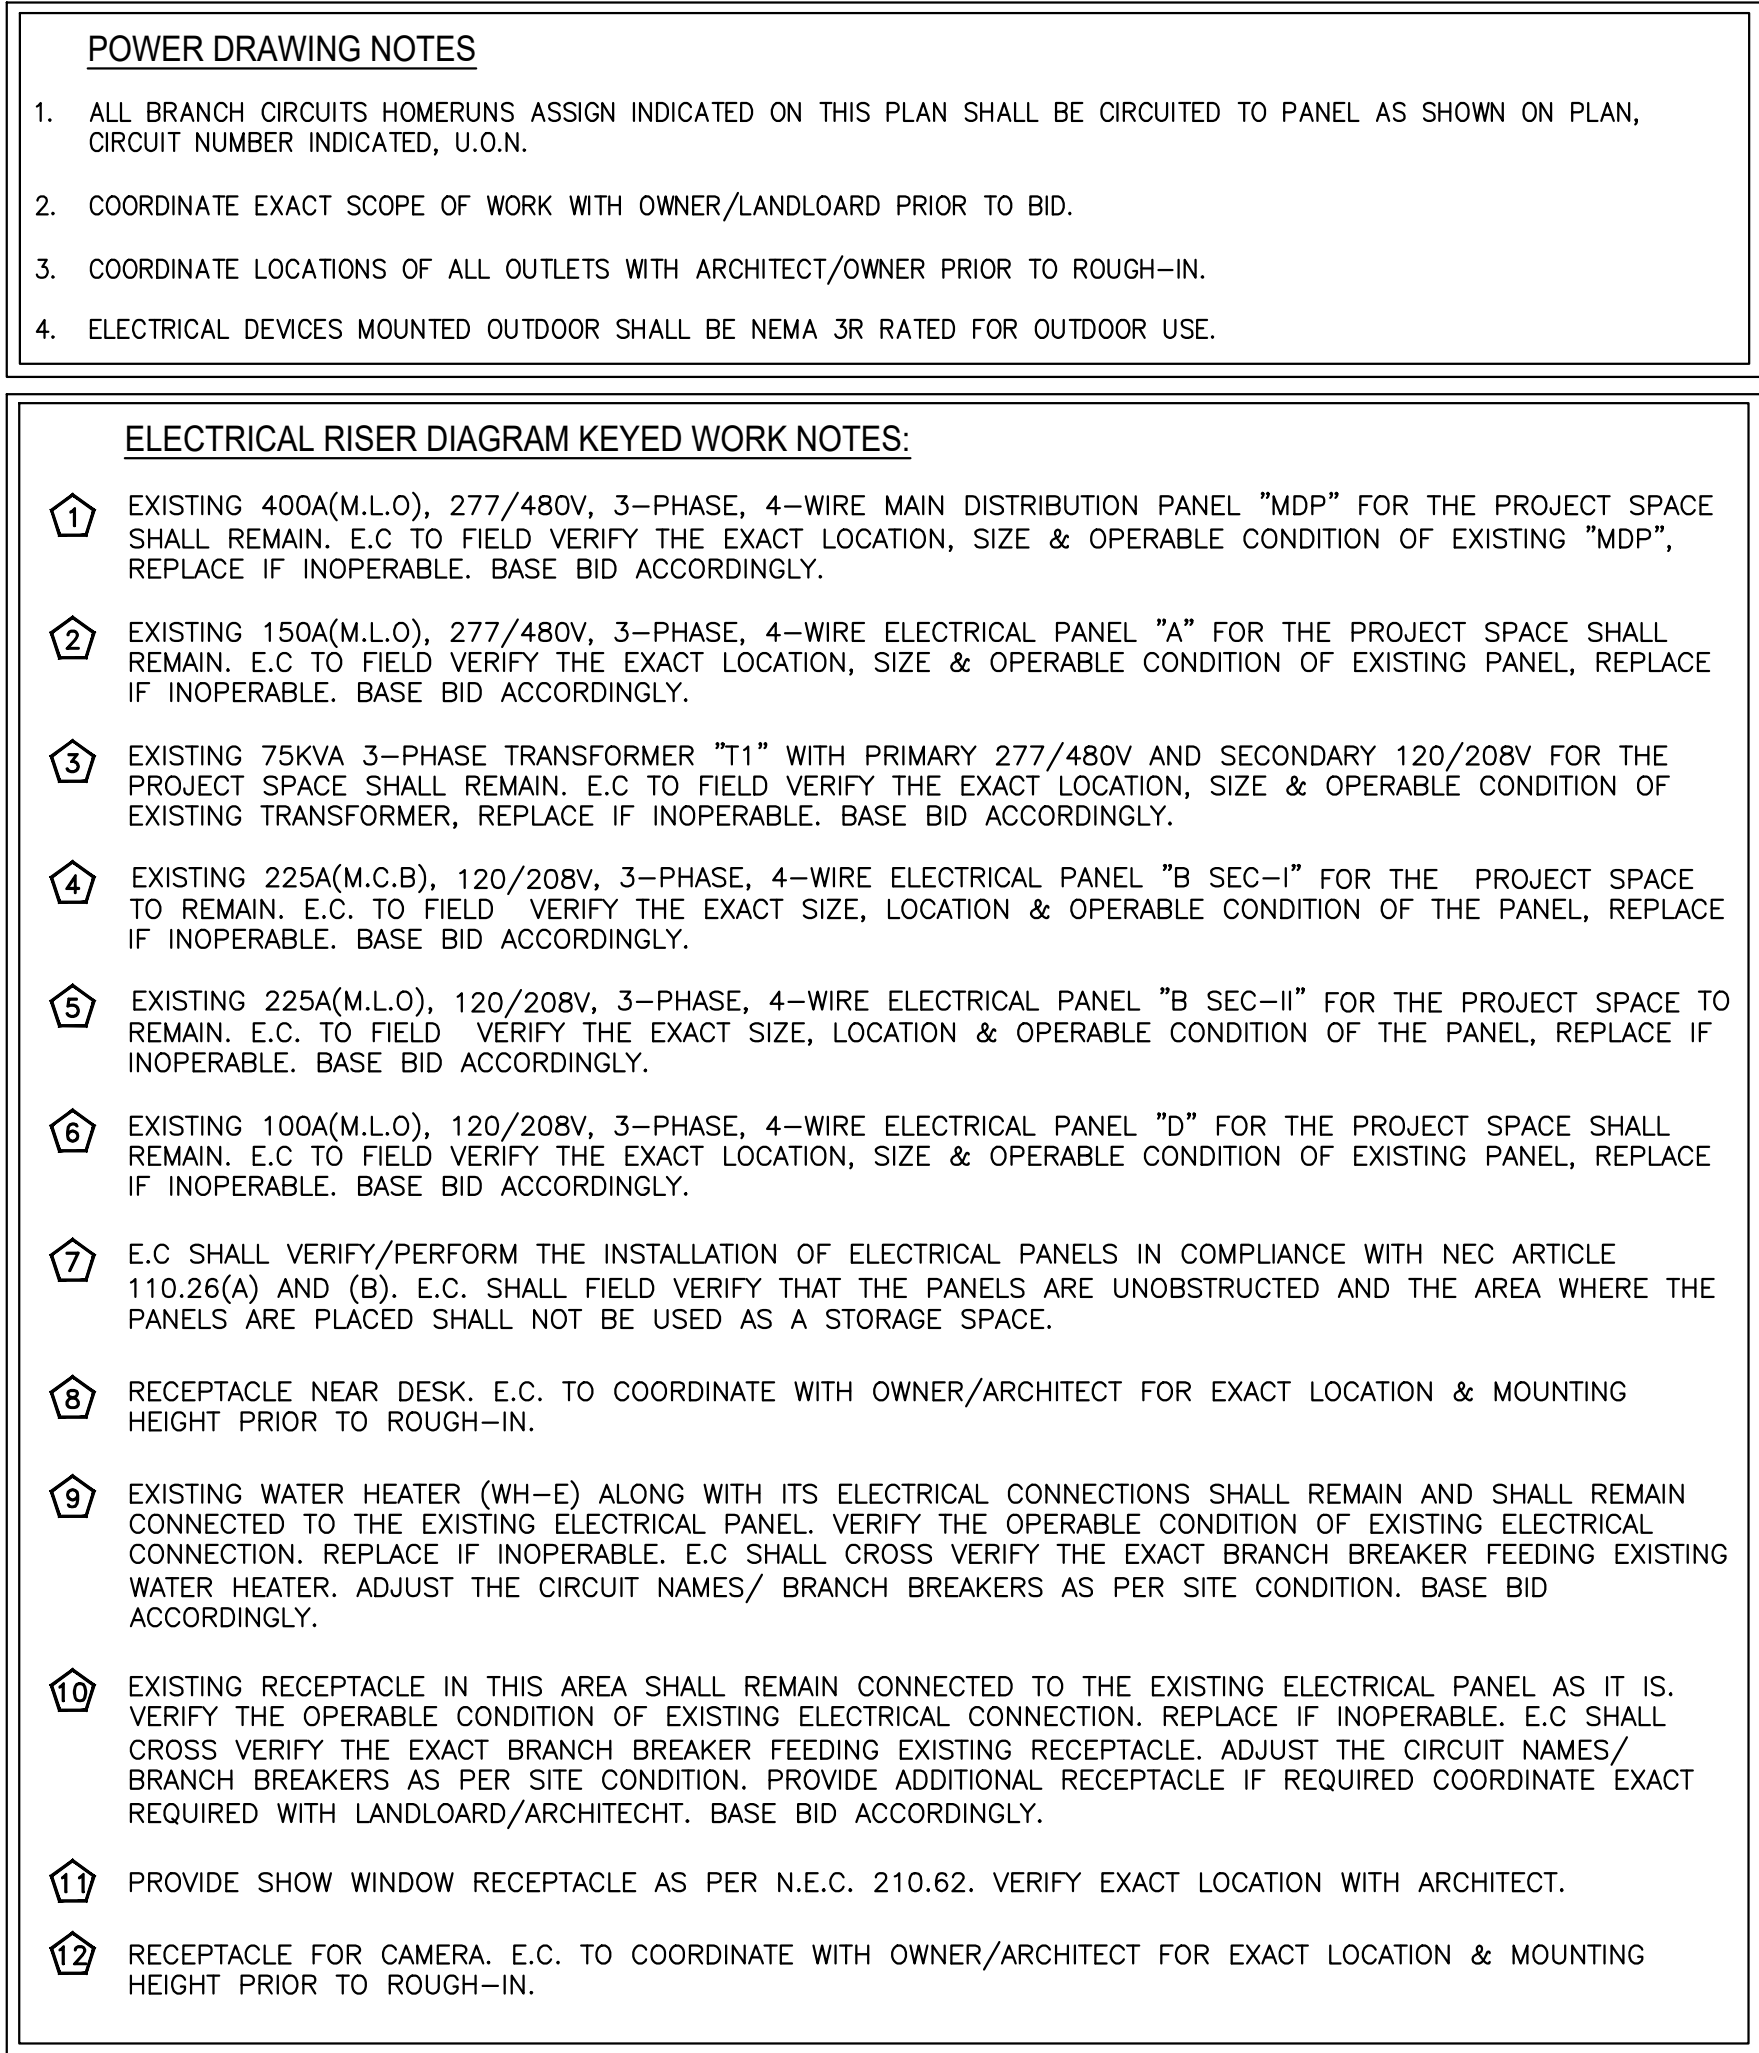 POWER DRAWING NOTES
1. ALL BRANCH CIRCUITS HOMERUNS ASSIGN INDICATED ON THIS PLAN SHALL BE CIRCUITED TO PANEL AS SHOWN ON PLAN,
CIRCUIT NUMBER INDICATED, U.O.N.
2. COORDINATE EXACT SCOPE OF WORK WITH OWNER/LANDLOARD PRIOR TO BID.
3. COORDINATE LOCATIONS OF ALL OUTLETS WITH ARCHITECT/OWNER PRIOR TO ROUGH-IN.
4. ELECTRICAL DEVICES MOUNTED OUTDOOR SHALL BE NEMA 3R RATED FOR OUTDOOR USE.
ELECTRICAL RISER DIAGRAM KEYED WORK NOTES:
1 EXISTING 400A(M.L.O), 277/480V, 3-PHASE, 4-WIRE MAIN DISTRIBUTION PANEL "MDP" FOR THE PROJECT SPACE
SHALL REMAIN. E.C TO FIELD VERIFY THE EXACT LOCATION, SIZE & OPERABLE CONDITION OF EXISTING "MDP",
REPLACE IF INOPERABLE. BASE BID ACCORDINGLY.
2 EXISTING 150A(M.L.O), 277/480V, 3-PHASE, 4-WIRE ELECTRICAL PANEL "A" FOR THE PROJECT SPACE SHALL
REMAIN. E.C TO FIELD VERIFY THE EXACT LOCATION, SIZE & OPERABLE CONDITION OF EXISTING PANEL, REPLACE
IF INOPERABLE. BASE BID ACCORDINGLY.
3 EXISTING 75KVA 3-PHASE TRANSFORMER "T1" WITH PRIMARY 277/480V AND SECONDARY 120/208V FOR THE
PROJECT SPACE SHALL REMAIN. E.C TO FIELD VERIFY THE EXACT LOCATION, SIZE & OPERABLE CONDITION OF
EXISTING TRANSFORMER, REPLACE IF INOPERABLE. BASE BID ACCORDINGLY.
4 EXISTING 225A(M.C.B), 120/208V, 3-PHASE, 4-WIRE ELECTRICAL PANEL "B SEC-I" FOR THE PROJECT SPACE
TO REMAIN. E.C. TO FIELD VERIFY THE EXACT SIZE, LOCATION & OPERABLE CONDITION OF THE PANEL, REPLACE
IF INOPERABLE. BASE BID ACCORDINGLY.
5 EXISTING 225A(M.L.O), 120/208V, 3-PHASE, 4-WIRE ELECTRICAL PANEL "B SEC-II" FOR THE PROJECT SPACE TO
REMAIN. E.C. TO FIELD VERIFY THE EXACT SIZE, LOCATION & OPERABLE CONDITION OF THE PANEL, REPLACE IF
INOPERABLE. BASE BID ACCORDINGLY.
6 EXISTING 100A(M.L.O), 120/208V, 3-PHASE, 4-WIRE ELECTRICAL PANEL "D" FOR THE PROJECT SPACE SHALL
REMAIN. E.C TO FIELD VERIFY THE EXACT LOCATION, SIZE & OPERABLE CONDITION OF EXISTING PANEL, REPLACE
IF INOPERABLE. BASE BID ACCORDINGLY.
7 E.C SHALL VERIFY/PERFORM THE INSTALLATION OF ELECTRICAL PANELS IN COMPLIANCE WITH NEC ARTICLE
110.26(A) AND (B). E.C. SHALL FIELD VERIFY THAT THE PANELS ARE UNOBSTRUCTED AND THE AREA WHERE THE
PANELS ARE PLACED SHALL NOT BE USED AS A STORAGE SPACE.
8 RECEPTACLE NEAR DESK. E.C. TO COORDINATE WITH OWNER/ARCHITECT FOR EXACT LOCATION & MOUNTING
HEIGHT PRIOR TO ROUGH-IN.
9 EXISTING WATER HEATER (WH-E) ALONG WITH ITS ELECTRICAL CONNECTIONS SHALL REMAIN AND SHALL REMAIN
CONNECTED TO THE EXISTING ELECTRICAL PANEL. VERIFY THE OPERABLE CONDITION OF EXISTING ELECTRICAL
CONNECTION. REPLACE IF INOPERABLE. E.C SHALL CROSS VERIFY THE EXACT BRANCH BREAKER FEEDING EXISTING
WATER HEATER. ADJUST THE CIRCUIT NAMES/ BRANCH BREAKERS AS PER SITE CONDITION. BASE BID
ACCORDINGLY.
10 EXISTING RECEPTACLE IN THIS AREA SHALL REMAIN CONNECTED TO THE EXISTING ELECTRICAL PANEL AS IT IS.
VERIFY THE OPERABLE CONDITION OF EXISTING ELECTRICAL CONNECTION. REPLACE IF INOPERABLE. E.C SHALL
CROSS VERIFY THE EXACT BRANCH BREAKER FEEDING EXISTING RECEPTACLE. ADJUST THE CIRCUIT NAMES/
BRANCH BREAKERS AS PER SITE CONDITION. PROVIDE ADDITIONAL RECEPTACLE IF REQUIRED COORDINATE EXACT
REQUIRED WITH LANDLOARD/ARCHITECHT. BASE BID ACCORDINGLY.
11 PROVIDE SHOW WINDOW RECEPTACLE AS PER N.E.C. 210.62. VERIFY EXACT LOCATION WITH ARCHITECT.
12 RECEPTACLE FOR CAMERA. E.C. TO COORDINATE WITH OWNER/ARCHITECT FOR EXACT LOCATION & MOUNTING
HEIGHT PRIOR TO ROUGH-IN.